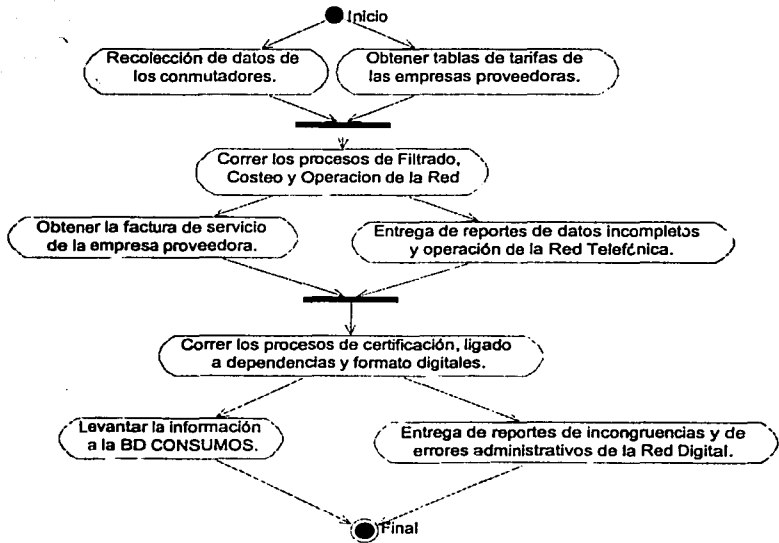 Inicio
Recolección de datos de
los conmutadores.
Obtener tablas de tarifas de
las empresas proveedoras.
Correr los procesos de Filtrado,
Costeo y Operacion de la Red
Obtener la factura de servicio
de la empresa proveedora.
Entrega de reportes de datos incompletos
y operación de la Red Telefónica.
Correr los procesos de certificación, ligado
a dependencias y formato digitales.
Levantar la información
a la BD CONSUMOS.
Entrega de reportes de incongruencias y de
errores administrativos de la Red Digital.
Final